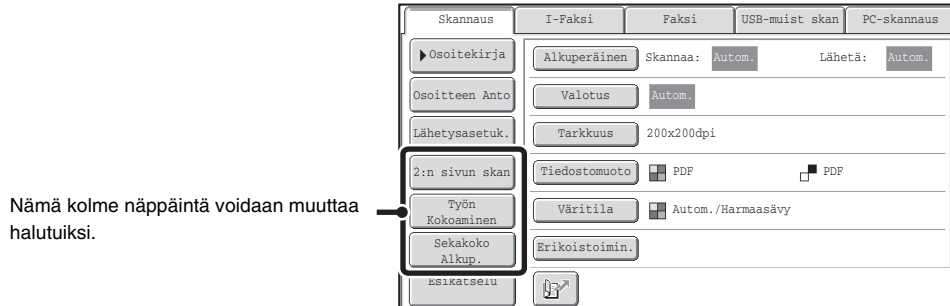 Skannaus I-Faksi Faksi USB-muist skan PC-skannaus
Osoitekirja Alkuperäinen Skannaa: Autom. Lähetä: Autom.
Osoitteen Anto Valotus Autom.
Lähetysasetuk. Tarkkuus 200x200dpi
2:n sivun skan Tiedostomuoto PDF PDF
Työn
Kokoaminen
Väritila Autom./Harmaasävy
Sekakoko
Alkup.
Erikoistoimin.
Esikatselu
Nämä kolme näppäintä voidaan muuttaa
halutuiksi.